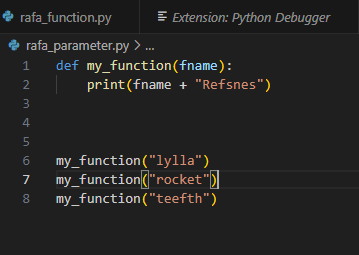 rafa_function.py
Extension: Python Debugger
rafa_parameter.py > ...
1 def my_function(fname):
2     print(fname + "Refsnes")
3
4
5
6 my_function("lylla")
7 my_function("rocket")
8 my_function("teefth")